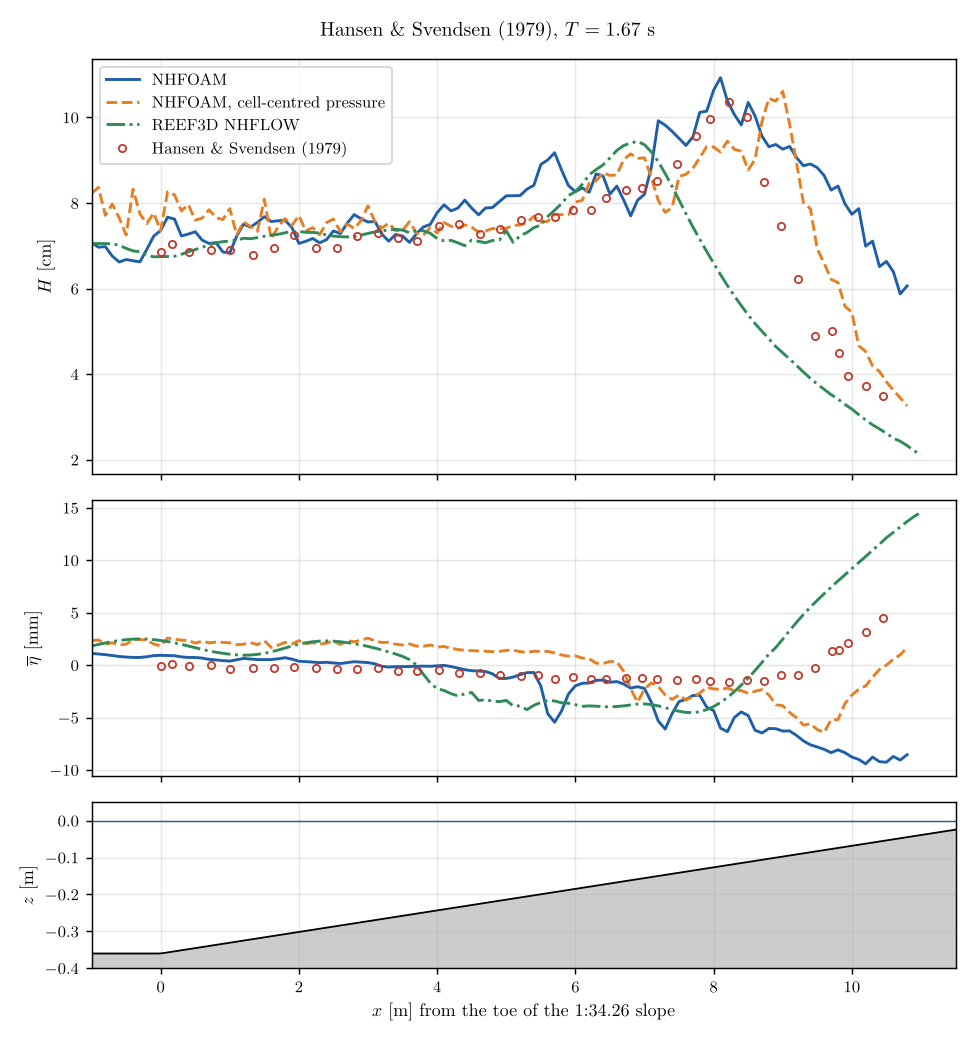 Hansen & Svendsen (1979), T = 1.67 s
NHFOAM
NHFOAM, cell-centred pressure
REEF3D NHFLOW
Hansen & Svendsen (1979)
10
8
6
4
2
H [cm]
15
10
5
0
−5
−10
η̅ [mm]
0.0
−0.1
−0.2
−0.3
−0.4
z [m]
0 2 4 6 8 10
x [m] from the toe of the 1:34.26 slope